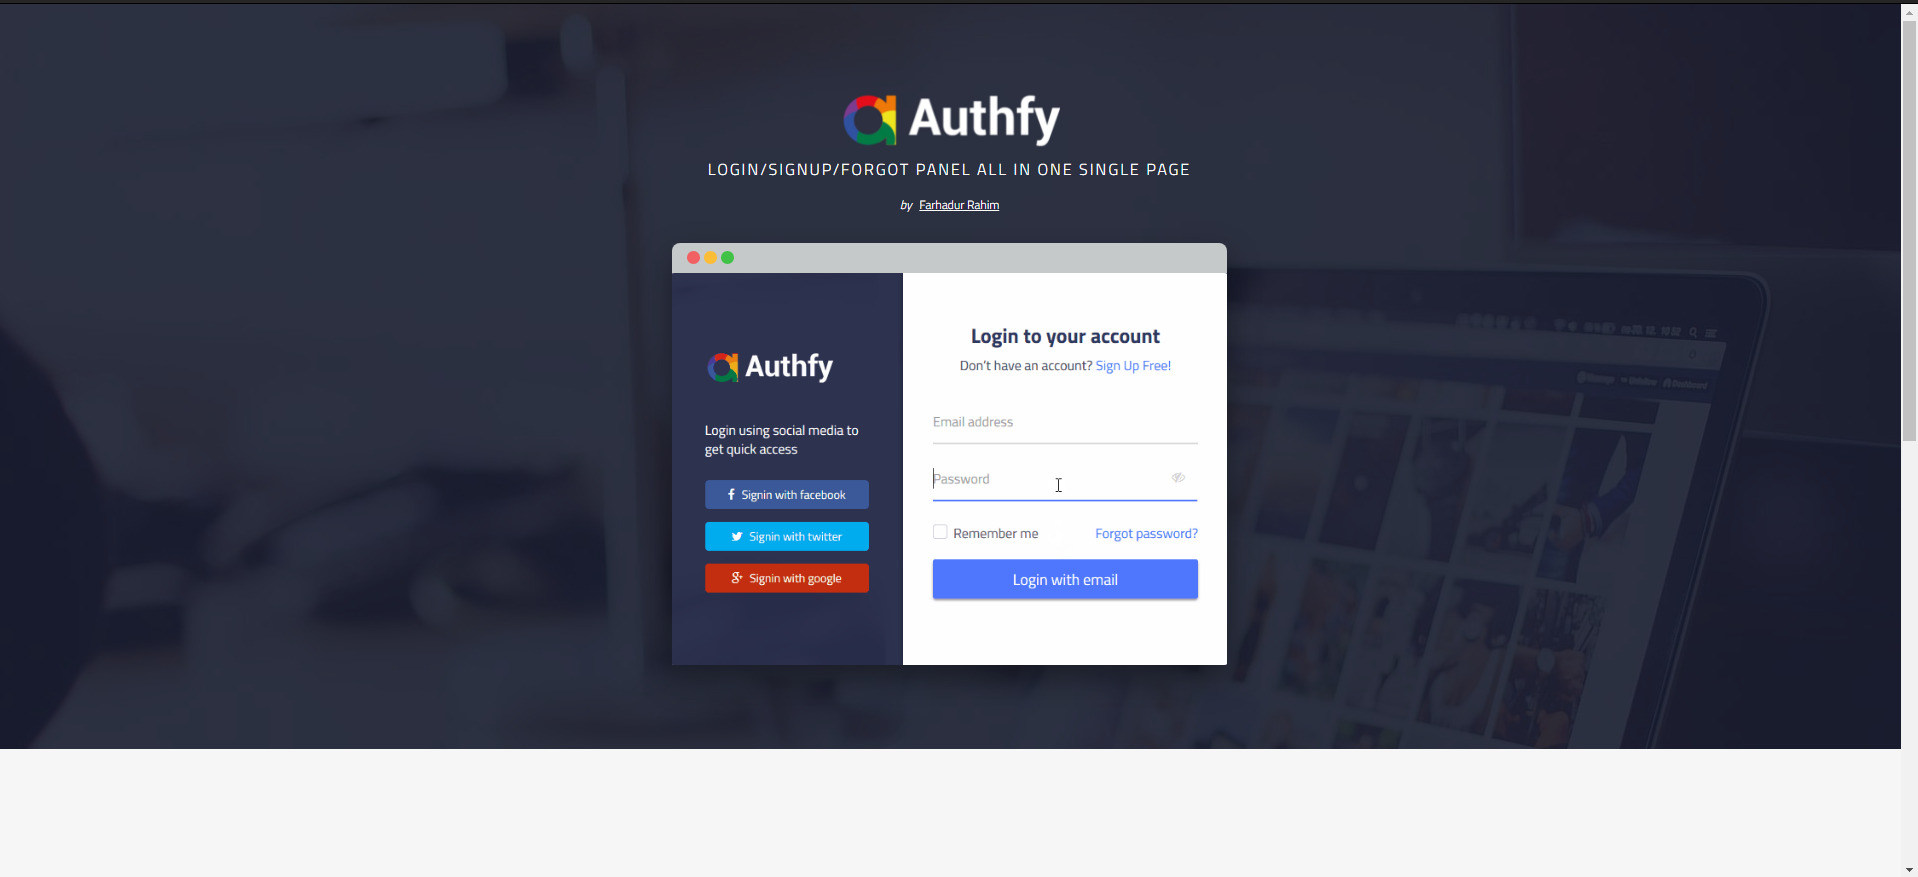 Authfy
LOGIN/SIGNUP/FORGOT PANEL ALL IN ONE SINGLE PAGE
by Farhadur Rahim
Authfy
Login using social media to
get quick access
Signin with facebook
Signin with twitter
Signin with google
Login to your account
Don't have an account? Sign Up Free!
Email address
Password
Remember me
Forgot password?
Login with email